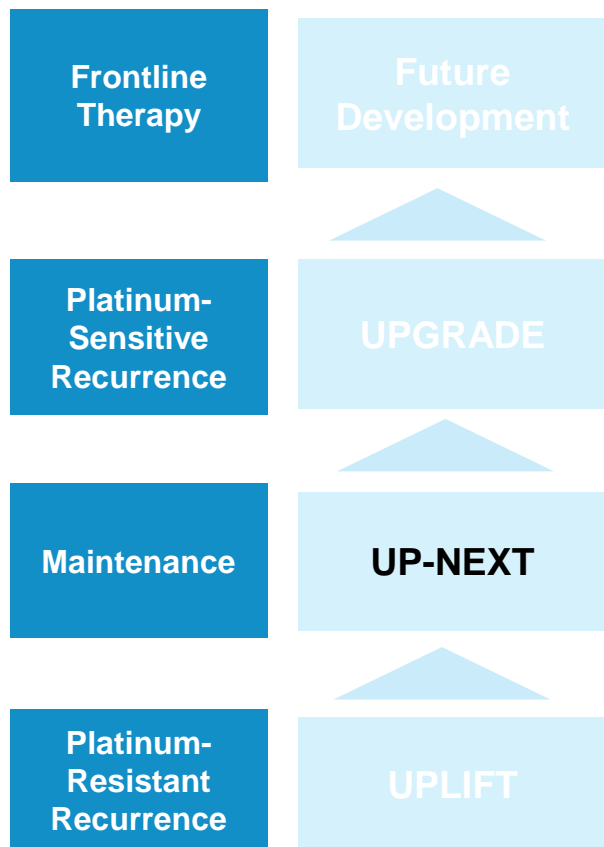 Frontline
Therapy
Future
Development
Platinum-
Sensitive
Recurrence
UPGRADE
Maintenance
UP-NEXT
Platinum-
Resistant
Recurrence
UPLIFT